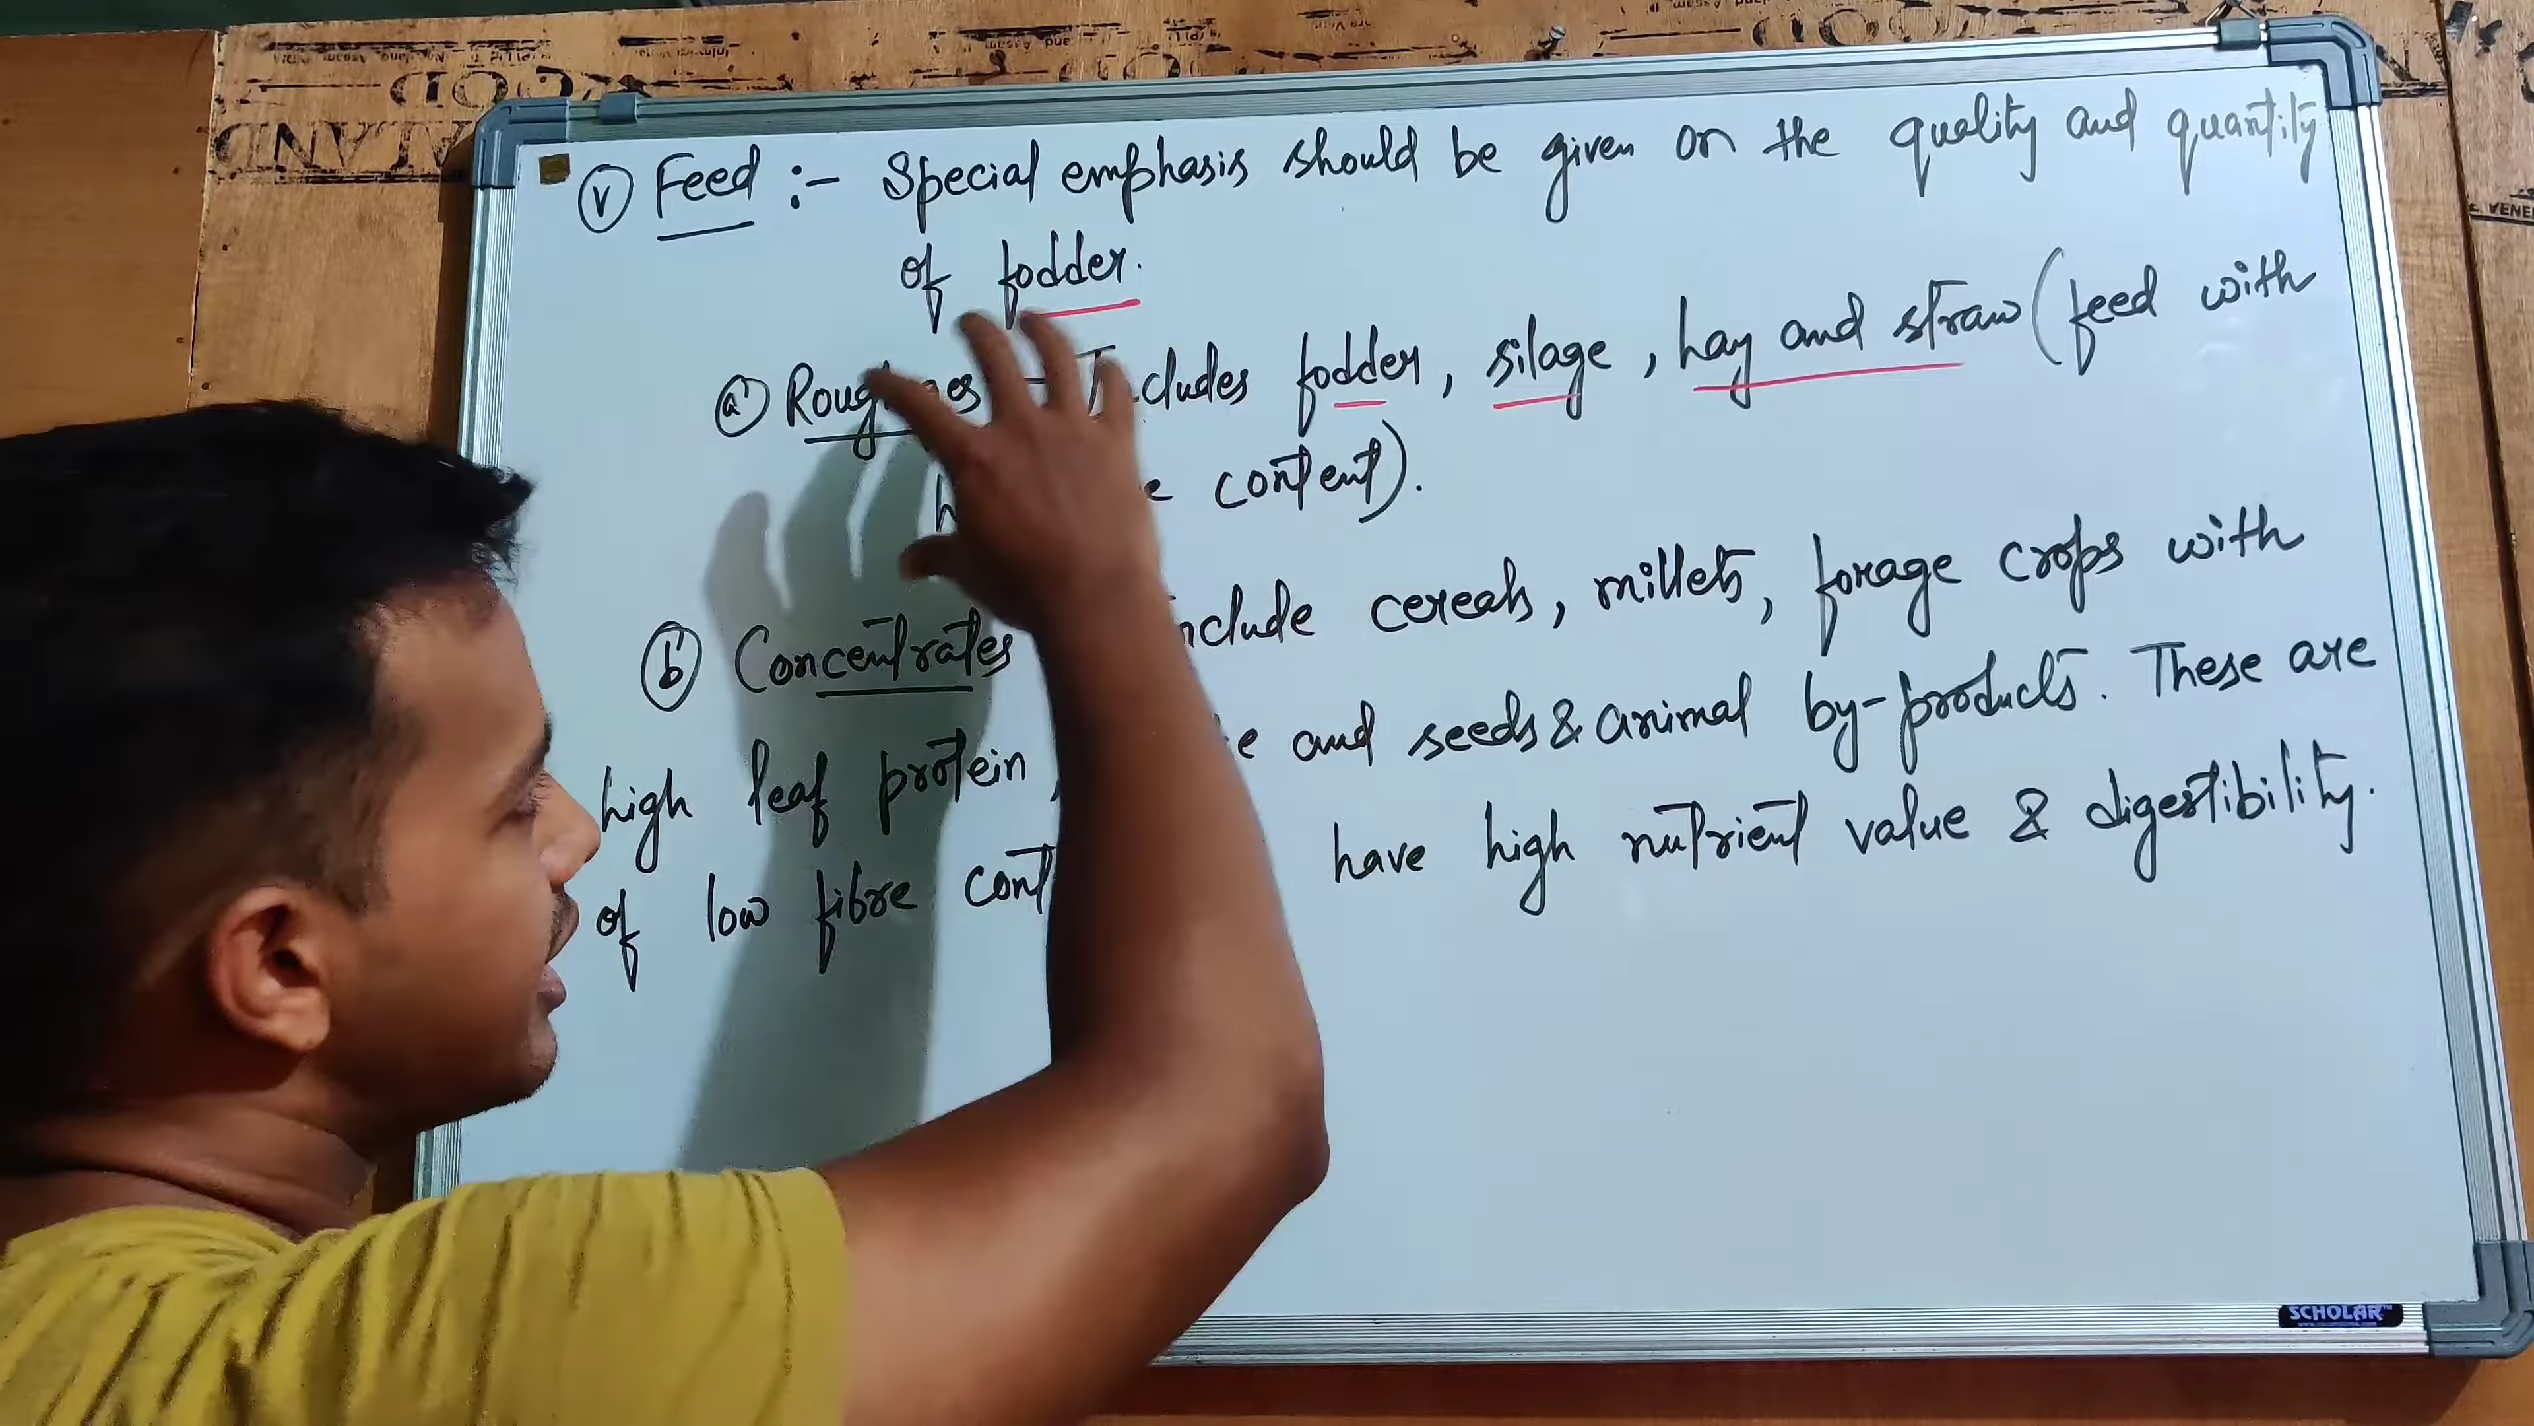 ⓥ Feed :- Special emphasis should be given on the quality and quantity
of fodder.
ⓐ Includes fodder, silage, hay and straw (feed with
content).
ⓑ Concentrates include cereals, millets, forage crops with
high leaf protein, and seeds & animal by-products. These are
of low fibre have high nutrient value & digestibility.
SCHOLAR